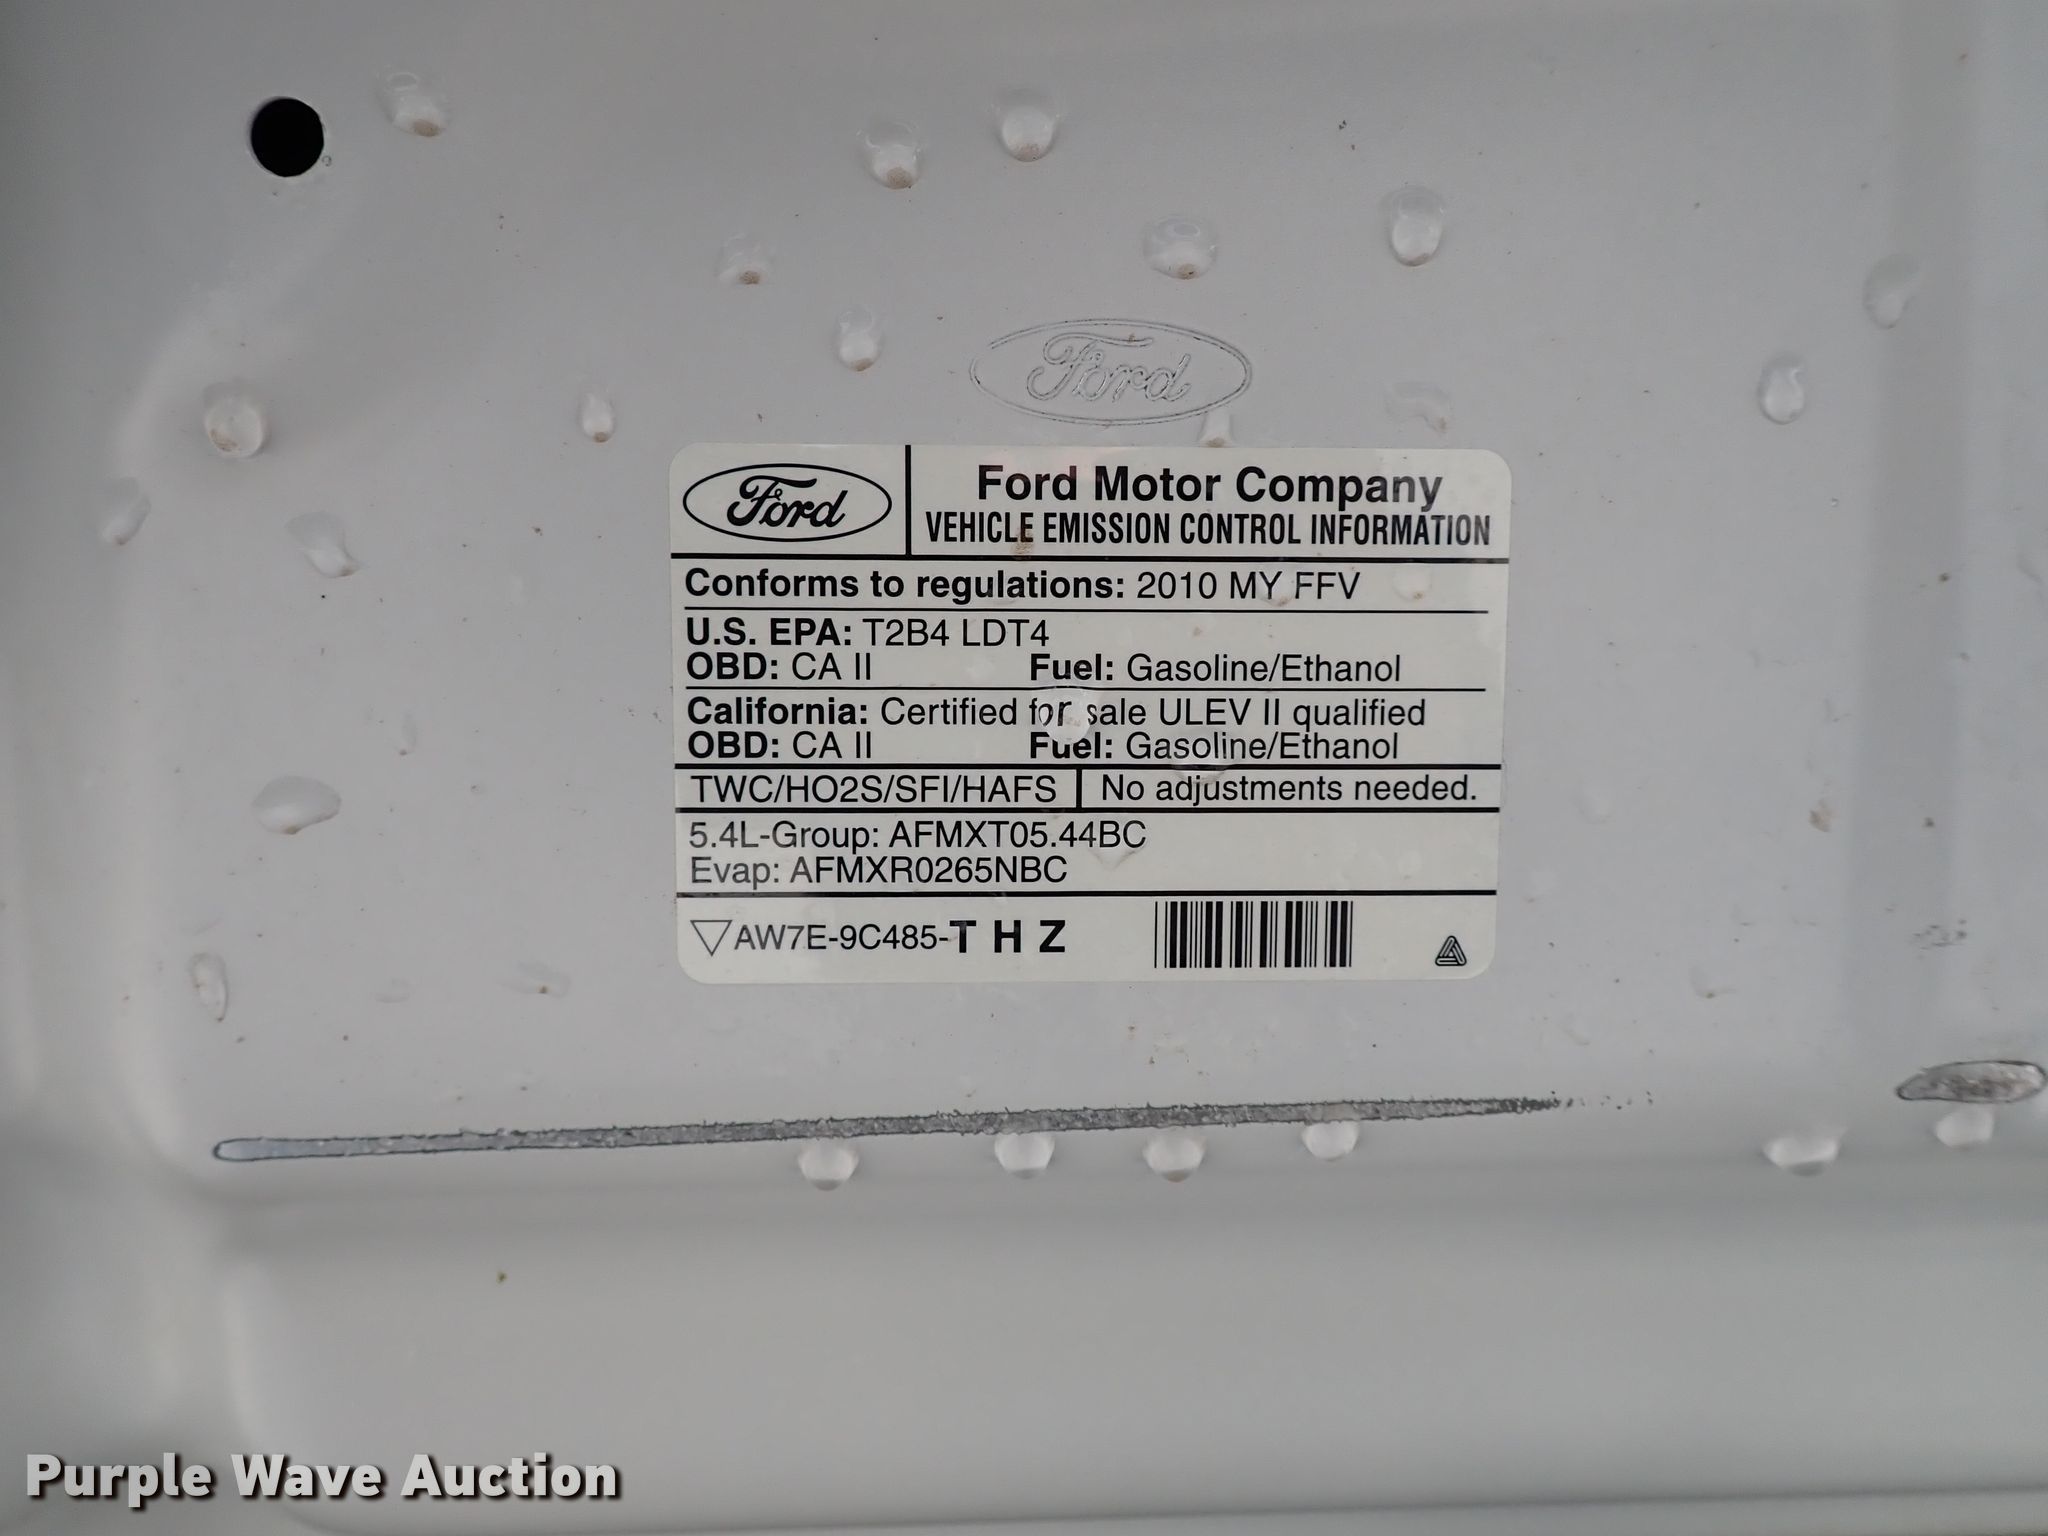 Ford
Ford
Ford Motor Company
VEHICLE EMISSION CONTROL INFORMATION
Conforms to regulations: 2010 MY FFV
U.S. EPA: T2B4 LDT4
OBD: CA II Fuel: Gasoline/Ethanol
California: Certified for sale ULEV II qualified
OBD: CA II Fuel: Gasoline/Ethanol
TWC/HO2S/SFI/HAFS No adjustments needed.
5.4L-Group: AFMXT05.44BC
Evap: AFMXR0265NBC
AW7E-9C485-T H Z
Purple Wave Auction